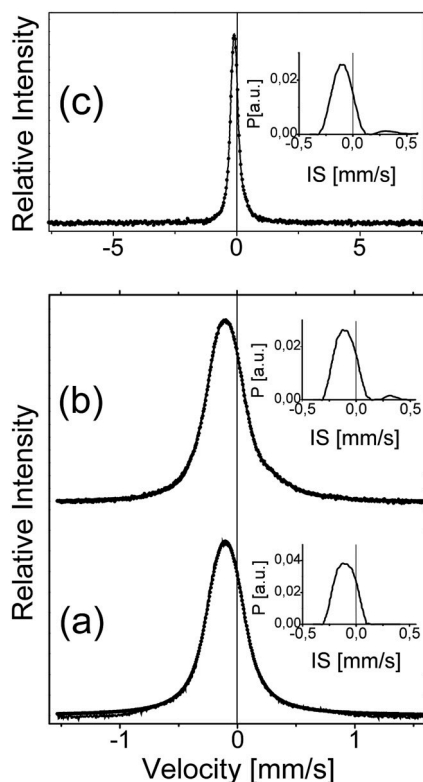 (c)
Relative Intensity
P[a.u.]
0,02
0,00
-0,5 0,0 0,5
IS [mm/s]
-5 0 5
(b)
Relative Intensity
P [a.u.]
0,02
0,00
-0,5 0,0 0,5
IS [mm/s]
(a)
P [a.u.]
0,04
0,02
0,00
-0,5 0,0 0,5
IS [mm/s]
-1 0 1
Velocity [mm/s]